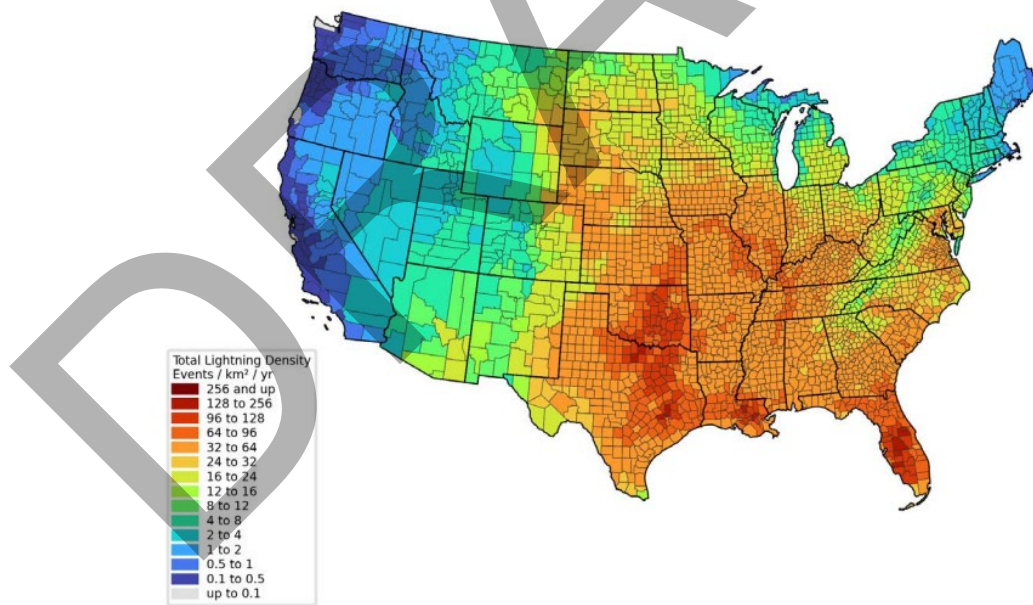 DRA
Total Lightning Density
Events / km² / yr
256 and up
128 to 256
96 to 128
64 to 96
32 to 64
24 to 32
16 to 24
12 to 16
8 to 12
4 to 8
2 to 4
1 to 2
0.5 to 1
0.1 to 0.5
up to 0.1